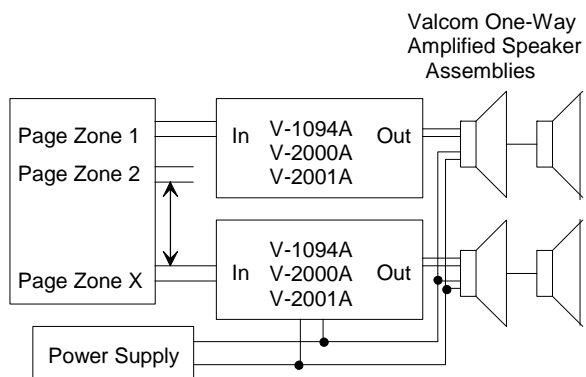 Valcom One-Way
Amplified Speaker
Assemblies
Page Zone 1
In
V-1094A
V-2000A
V-2001A
Out
Page Zone 2
Page Zone X
In
V-1094A
V-2000A
V-2001A
Out
Power Supply